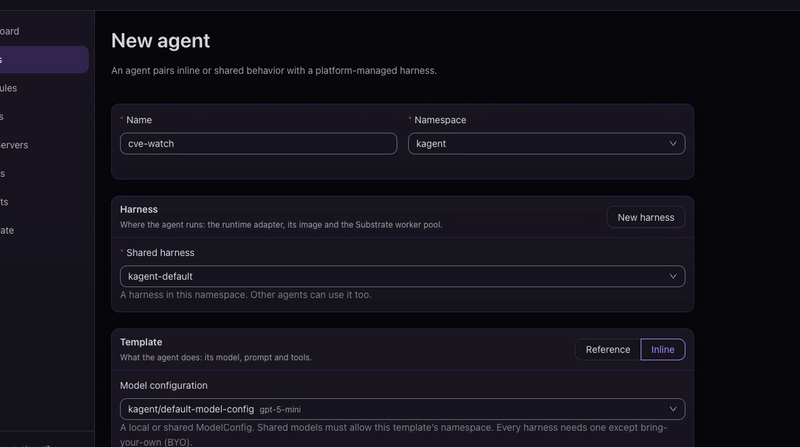 oard
s
ules
s
ervers
s
ts
ate
New agent
An agent pairs inline or shared behavior with a platform-managed harness.
* Name
* Namespace
cve-watch
kagent
Harness
Where the agent runs: the runtime adapter, its image and the Substrate worker pool.
New harness
* Shared harness
kagent-default
A harness in this namespace. Other agents can use it too.
Template
What the agent does: its model, prompt and tools.
Reference
Inline
Model configuration
kagent/default-model-config gpt-5-mini
A local or shared ModelConfig. Shared models must allow this template's namespace. Every harness needs one except bring-
your-own (BYO).